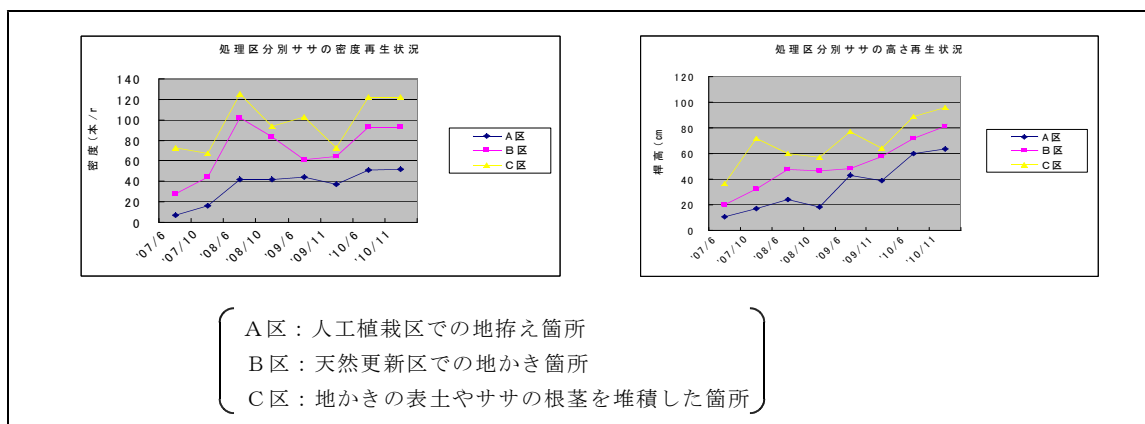 処理区分別ササの密度再生状況
密度(本/r
140
120
100
80
60
40
20
0
'07/6
'07/10
'08/6
'08/10
'09/6
'09/11
'10/6
'10/11
A区
B区
C区
処理区分別ササの高さ再生状況
桿高(cm
120
100
80
60
40
20
0
'07/6
'07/10
'08/6
'08/10
'09/6
'09/11
'10/6
'10/11
A区
B区
C区
A区:人工植栽区での地拵え箇所
B区:天然更新区での地かき箇所
C区:地かきの表土やササの根茎を堆積した箇所